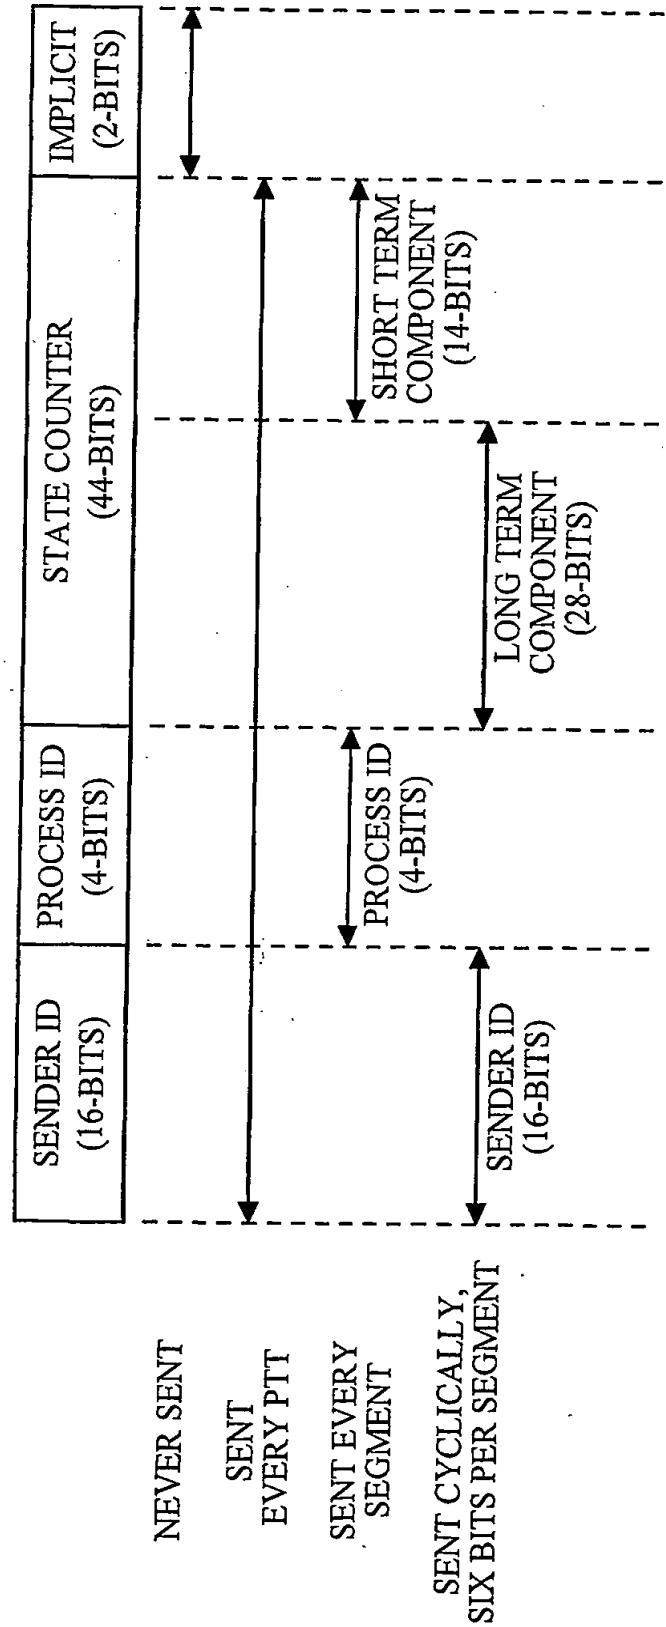 SENDER ID
(16-BITS)
PROCESS ID
(4-BITS)
STATE COUNTER
(44-BITS)
IMPLICIT
(2-BITS)
NEVER SENT
SENT
EVERY PTT
SENT EVERY
SEGMENT
PROCESS ID
(4-BITS)
SHORT TERM
COMPONENT
(14-BITS)
SENT CYCLICALLY,
SIX BITS PER SEGMENT
SENDER ID
(16-BITS)
LONG TERM
COMPONENT
(28-BITS)